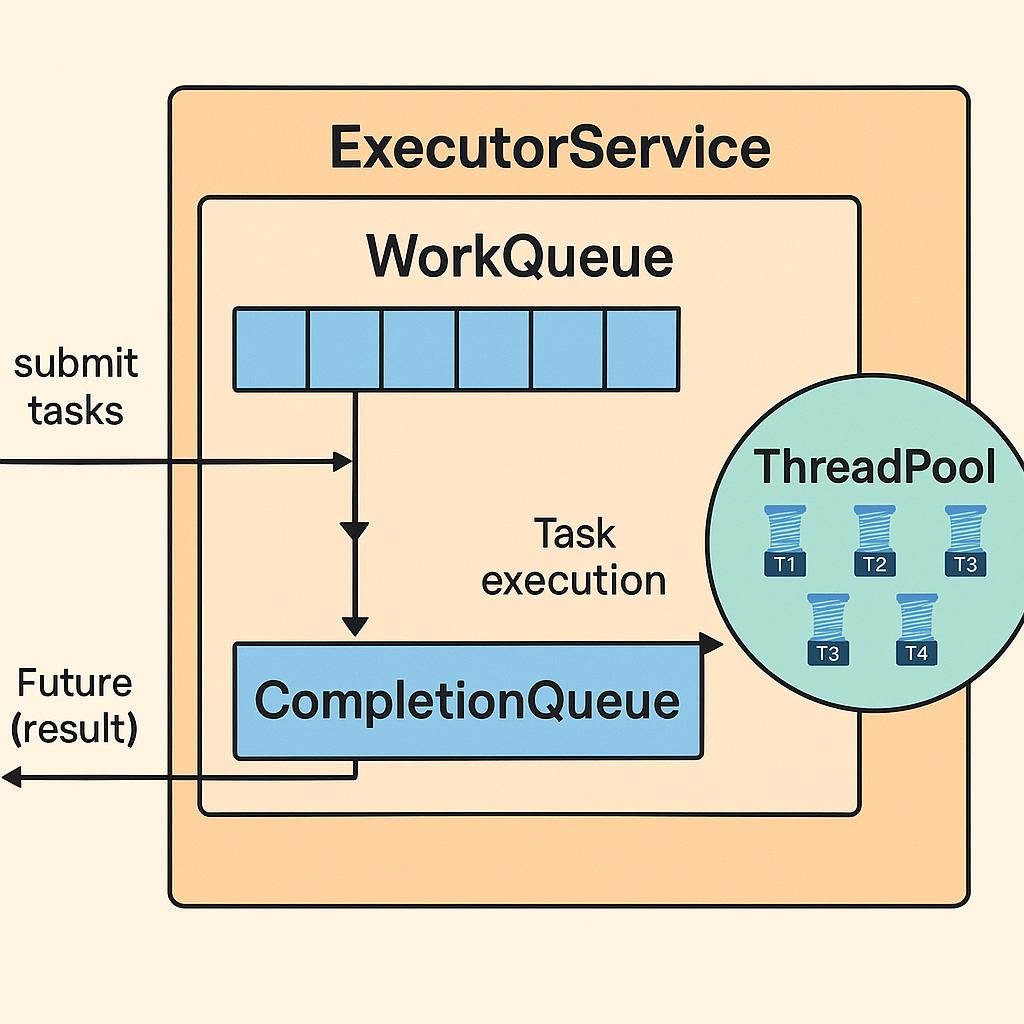 ExecutorService
WorkQueue
submit
tasks
ThreadPool
T1
T2
T3
T3
T4
Task
execution
CompletionQueue
Future
(result)